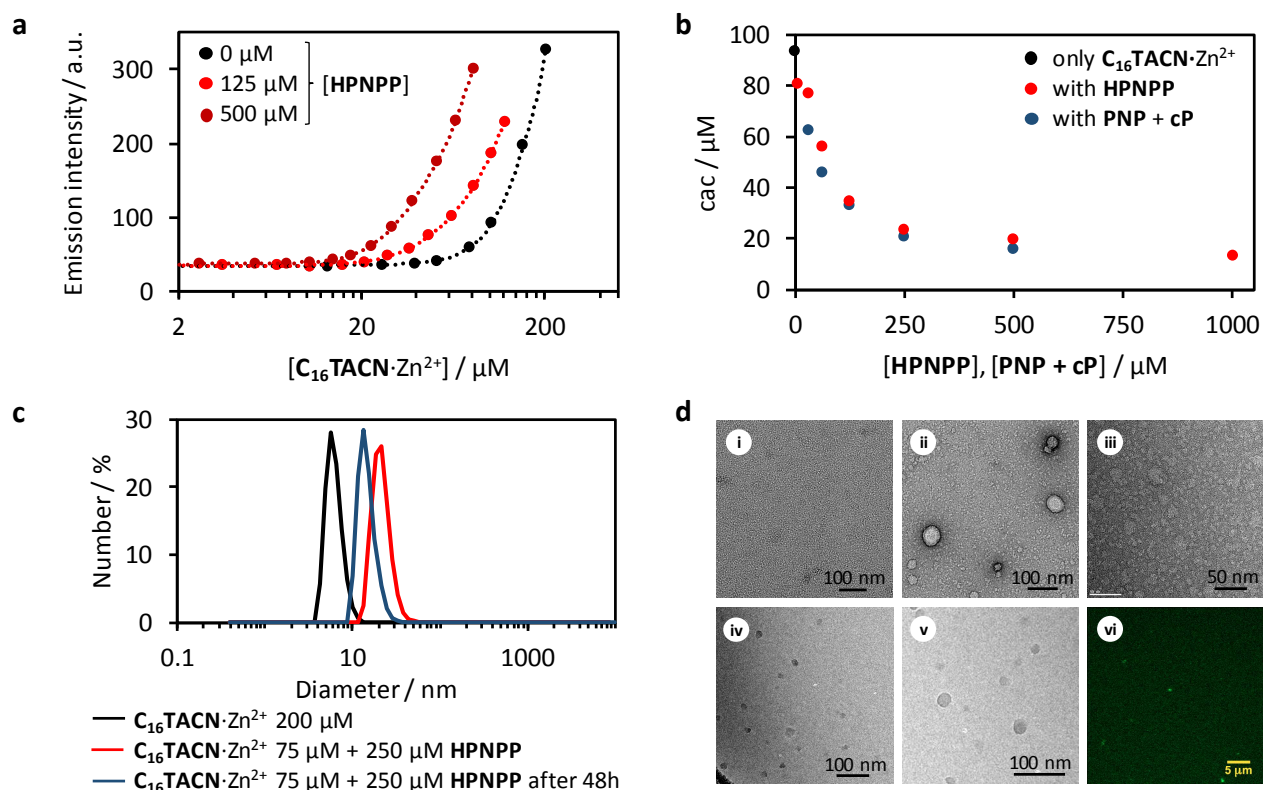 a
Emission intensity / a.u.
300
200
100
0
2
20
200
0 µM
125 µM
500 µM
[HPNPP]
[C₁₆TACN·Zn²⁺] / µM
b
cac / µM
100
80
60
40
20
0
0
250
500
750
1000
only C₁₆TACN·Zn²⁺
with HPNPP
with PNP + cP
[HPNPP], [PNP + cP] / µM
c
Number / %
30
20
10
0
0.1
10
1000
Diameter / nm
C₁₆TACN·Zn²⁺ 200 µM
C₁₆TACN·Zn²⁺ 75 µM + 250 µM HPNPP
C₁₆TACN·Zn²⁺ 75 µM + 250 µM HPNPP after 48h
d
i
100 nm
ii
100 nm
iii
50 nm
iv
100 nm
v
100 nm
vi
5 µm